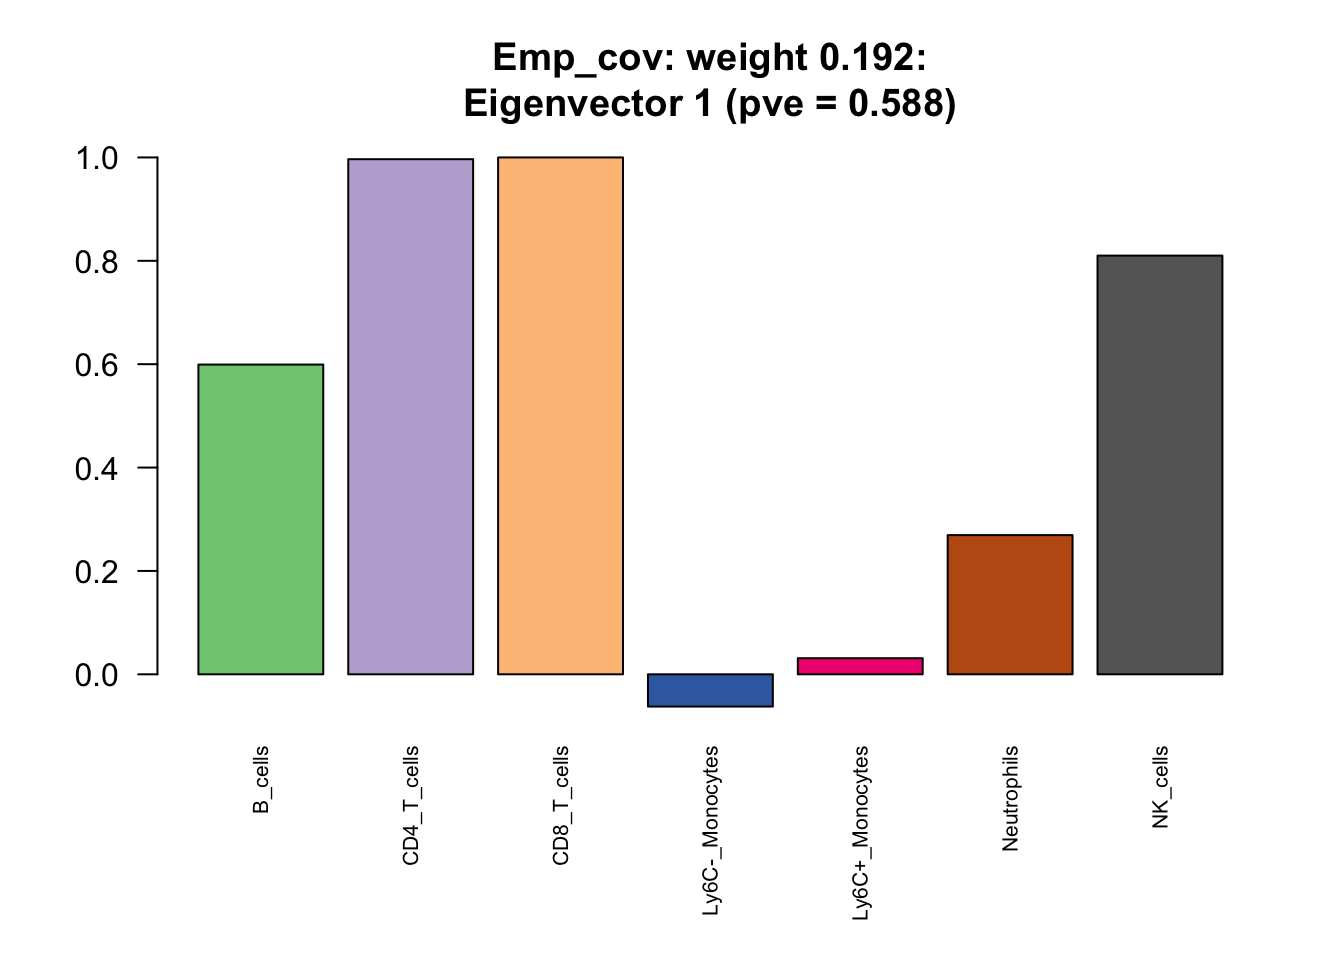 Emp_cov: weight 0.192:
Eigenvector 1 (pve = 0.588)
1.0
0.8
0.6
0.4
0.2
0.0
B_cells
CD4_T_cells
CD8_T_cells
Ly6C-_Monocytes
Ly6C+_Monocytes
Neutrophils
NK_cells